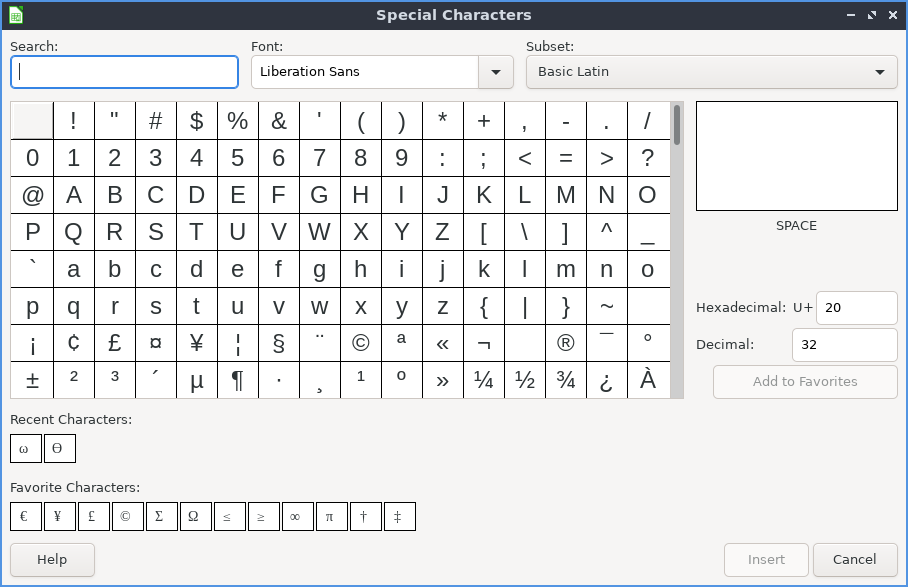 Special Characters
Search: Font: Subset:
Liberation Sans Basic Latin
! " # $ % & ' ( ) * + , - . /
0 1 2 3 4 5 6 7 8 9 : ; < = > ?
@ A B C D E F G H I J K L M N O
P Q R S T U V W X Y Z [ \ ] ^ _
` a b c d e f g h i j k l m n o
p q r s t u v w x y z { | } ~
¡ ¢ £ ¤ ¥ ¦ § ¨ © ª « ¬ ® ¯ °
± ² ³ ´ µ ¶ · ¸ ¹ º » ¼ ½ ¾ ¿ À
SPACE
Hexadecimal: U+ 20
Decimal: 32
Add to Favorites
Recent Characters:
ω ϴ
Favorite Characters:
€ ¥ £ © Σ Ω ≤ ≥ ∞ π † ‡
Help Insert Cancel